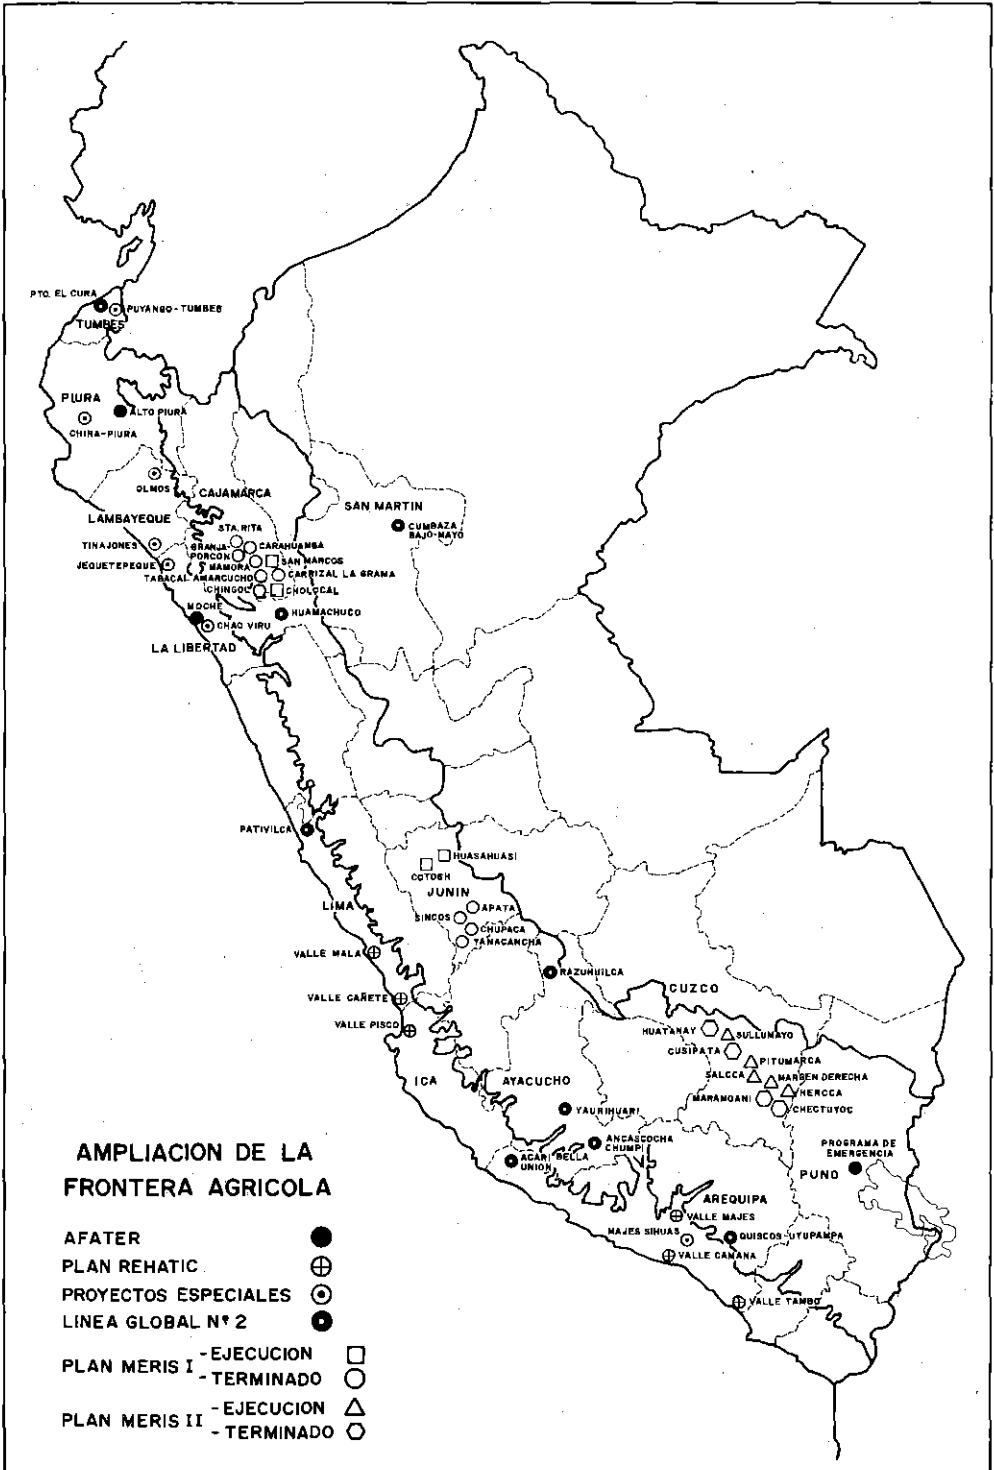 PTO. EL CURA
PUYANGO-TUMBES
TUMBES
PIURA
ALTO PIURA
CHIRA-PIURA
OLMOS
CAJAMARCA
SAN MARTIN
CUMBAZA
BAJO-MAYO
LAMBAYEQUE
STA. RITA
TINAJONES
GRANJA
PORCON
CARAHUANGA
JEQUETEPEQUE
MAMORA
SAN MARCOS
TABACAL AMARCUCHO
CARRIZAL LA GRAMA
CHINGOL
CHOLOCAL
MOCHE
HUAMACHUCO
CHAO VIRU
LA LIBERTAD
PATIVILCA
HUASAHUASI
COTOSH
JUNIN
LIMA
APATA
SINCOS
CHUPACA
YANACANCHA
VALLE MALA
RAZUHUILCA
VALLE CAÑETE
CUZCO
VALLE PISCO
HUATANAY
SULLUMAYO
CUSIPATA
PITUMARCA
SALCCA
MARGEN DERECHA
ICA
AYACUCHO
HERCCA
MARANGANI
CHECTUYOC
YAURIHUARI
ANCASCOCHA
CHUMPI
PROGRAMA DE
EMERGENCIA
ACARI-BELLA
UNION
PUNO
AREQUIPA
VALLE MAJES
MAJES SIHUAS
QUISCOS-UYUPAMPA
VALLE CAMANA
VALLE TAMBO
AMPLIACION DE LA
FRONTERA AGRICOLA
AFATER
PLAN REHATIC
PROYECTOS ESPECIALES
LINEA GLOBAL Nº 2
PLAN MERIS I
-EJECUCION
-TERMINADO
PLAN MERIS II
-EJECUCION
-TERMINADO